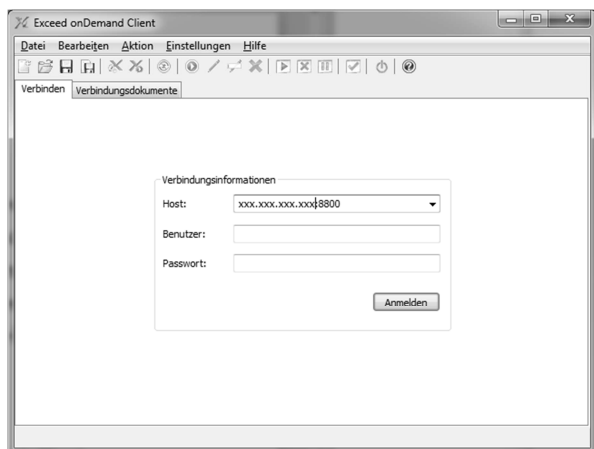 Exceed onDemand Client
Datei Bearbeiten Aktion Einstellungen Hilfe
Verbinden Verbindungsdokumente
Verbindungsinformationen
Host: xxx.xxx.xxx.xxx:8800
Benutzer:
Passwort:
Anmelden